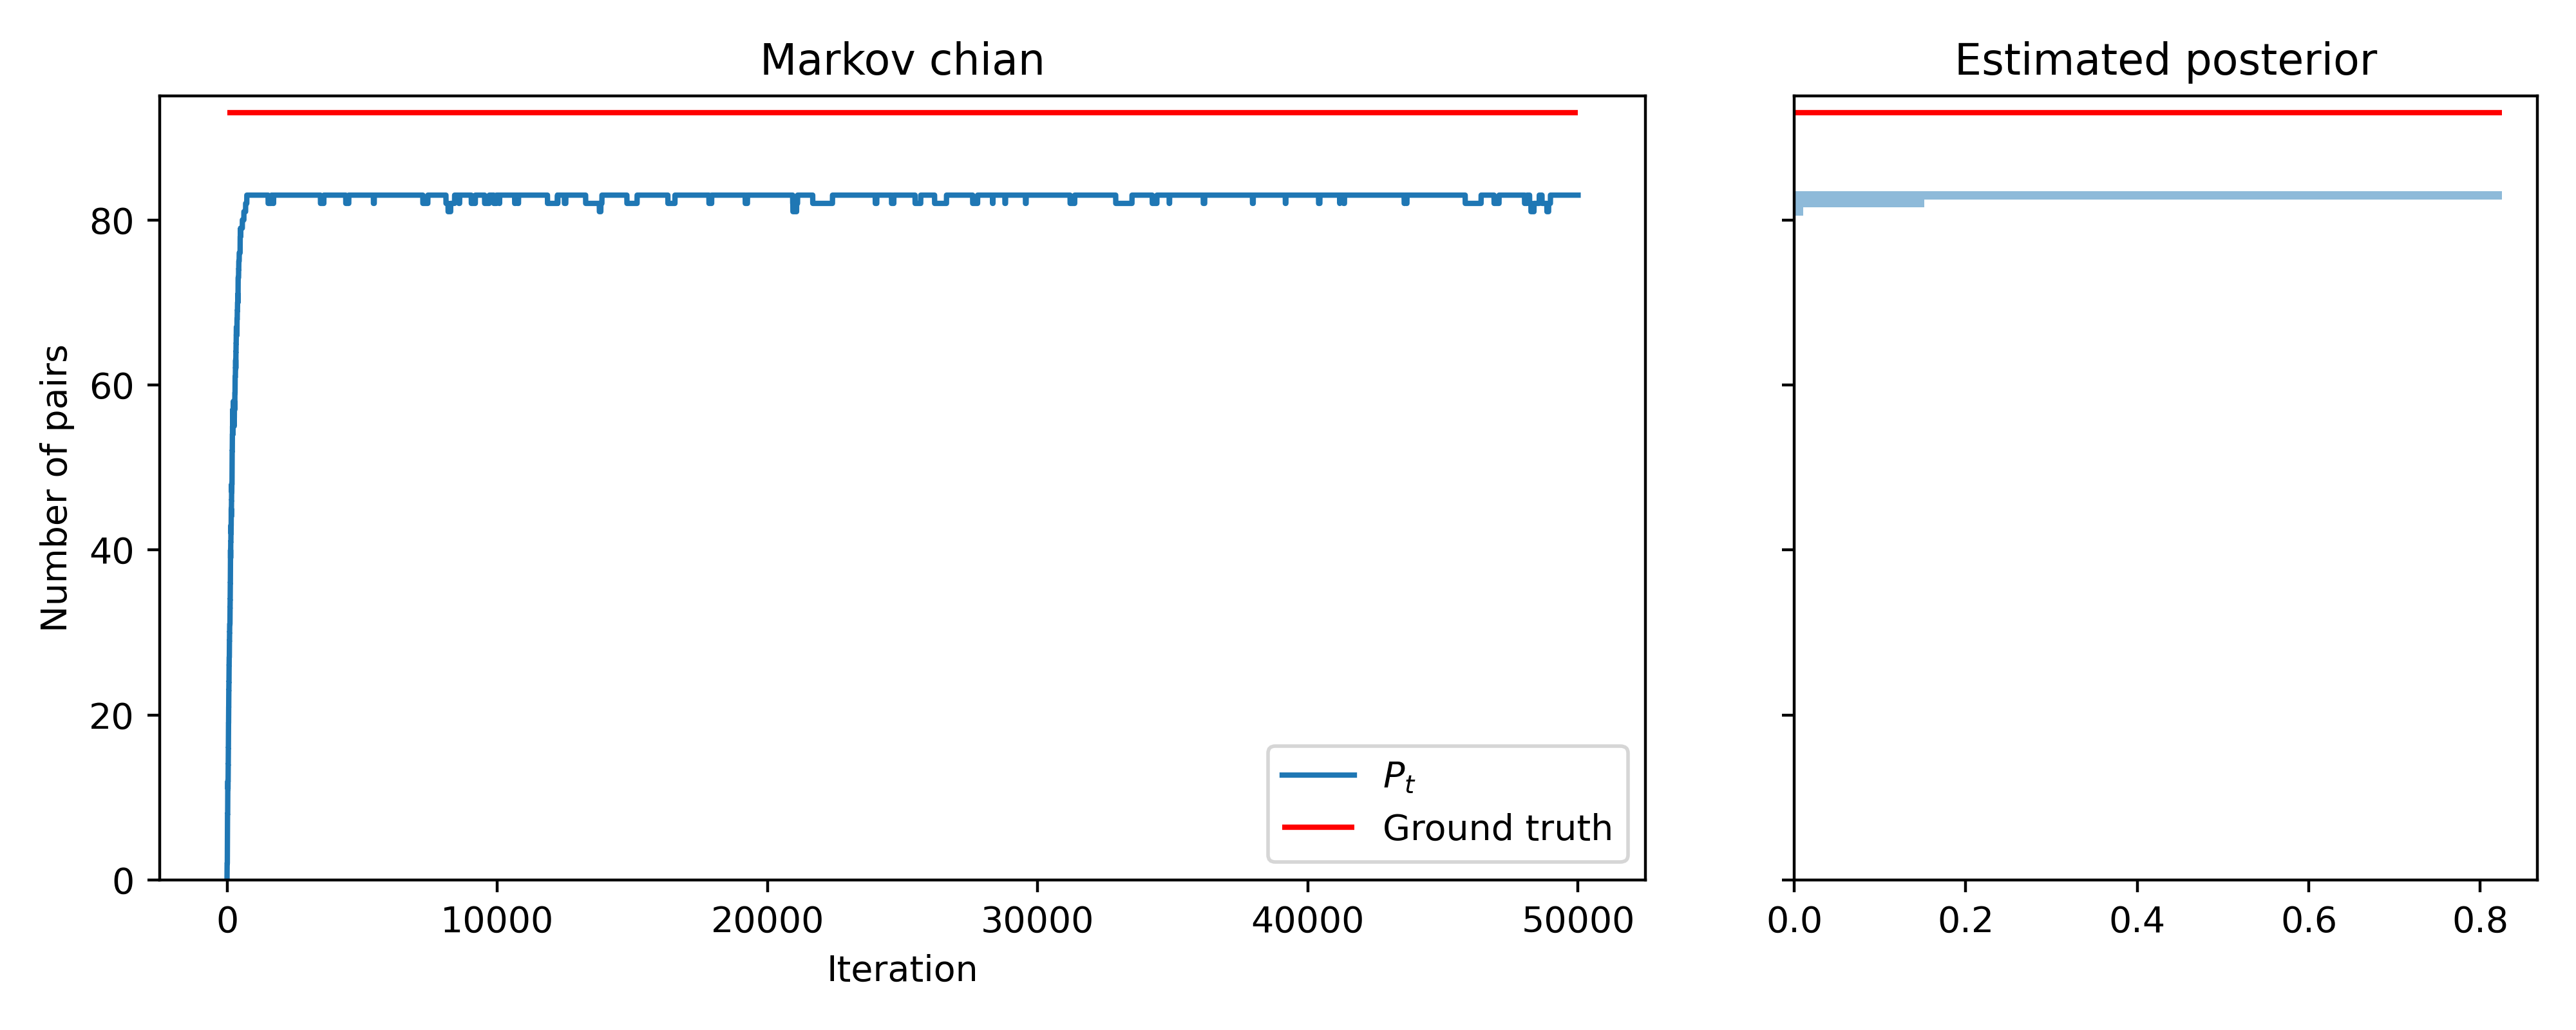 Markov chian
Estimated posterior
Number of pairs
80
60
40
20
0
P_t
Ground truth
0 10000 20000 30000 40000 50000
Iteration
0.0 0.2 0.4 0.6 0.8